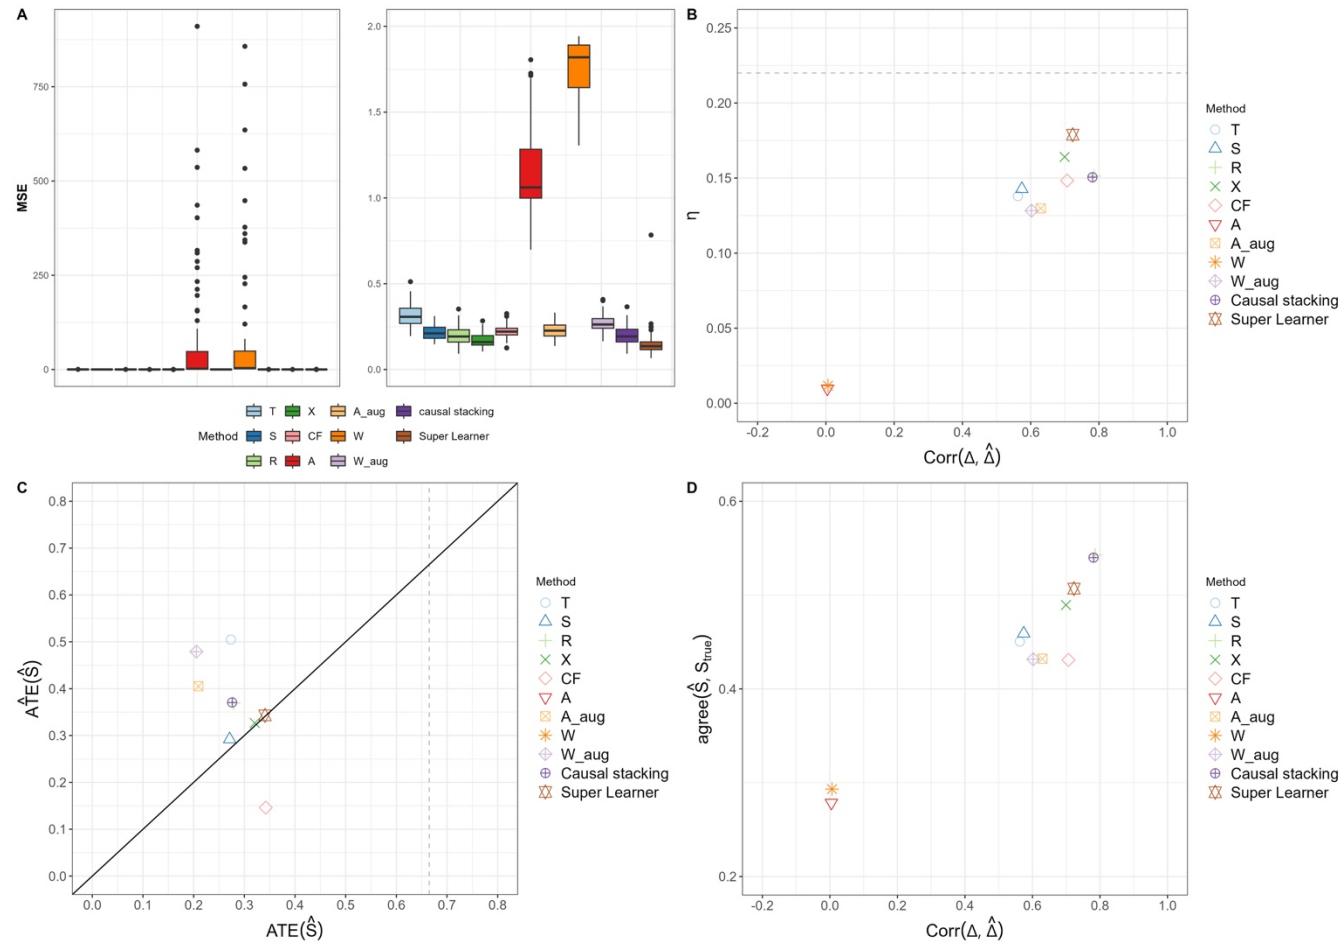 A
MSE
750
500
250
0
2.0
1.5
1.0
0.5
0.0
Method
T
X
A_aug
causal stacking
S
CF
W
Super Learner
R
A
W_aug
B
η
0.25
0.20
0.15
0.10
0.05
0.00
-0.2 0.0 0.2 0.4 0.6 0.8 1.0
Corr(Δ, Δ̂)
Method
T
S
R
X
CF
A
A_aug
W
W_aug
Causal stacking
Super Learner
C
ATÊ(Ŝ)
0.8
0.7
0.6
0.5
0.4
0.3
0.2
0.1
0.0
0.0 0.1 0.2 0.3 0.4 0.5 0.6 0.7 0.8
ATE(Ŝ)
Method
T
S
R
X
CF
A
A_aug
W
W_aug
Causal stacking
Super Learner
D
agree(Ŝ, Strue)
0.6
0.4
0.2
-0.2 0.0 0.2 0.4 0.6 0.8 1.0
Corr(Δ, Δ̂)
Method
T
S
R
X
CF
A
A_aug
W
W_aug
Causal stacking
Super Learner